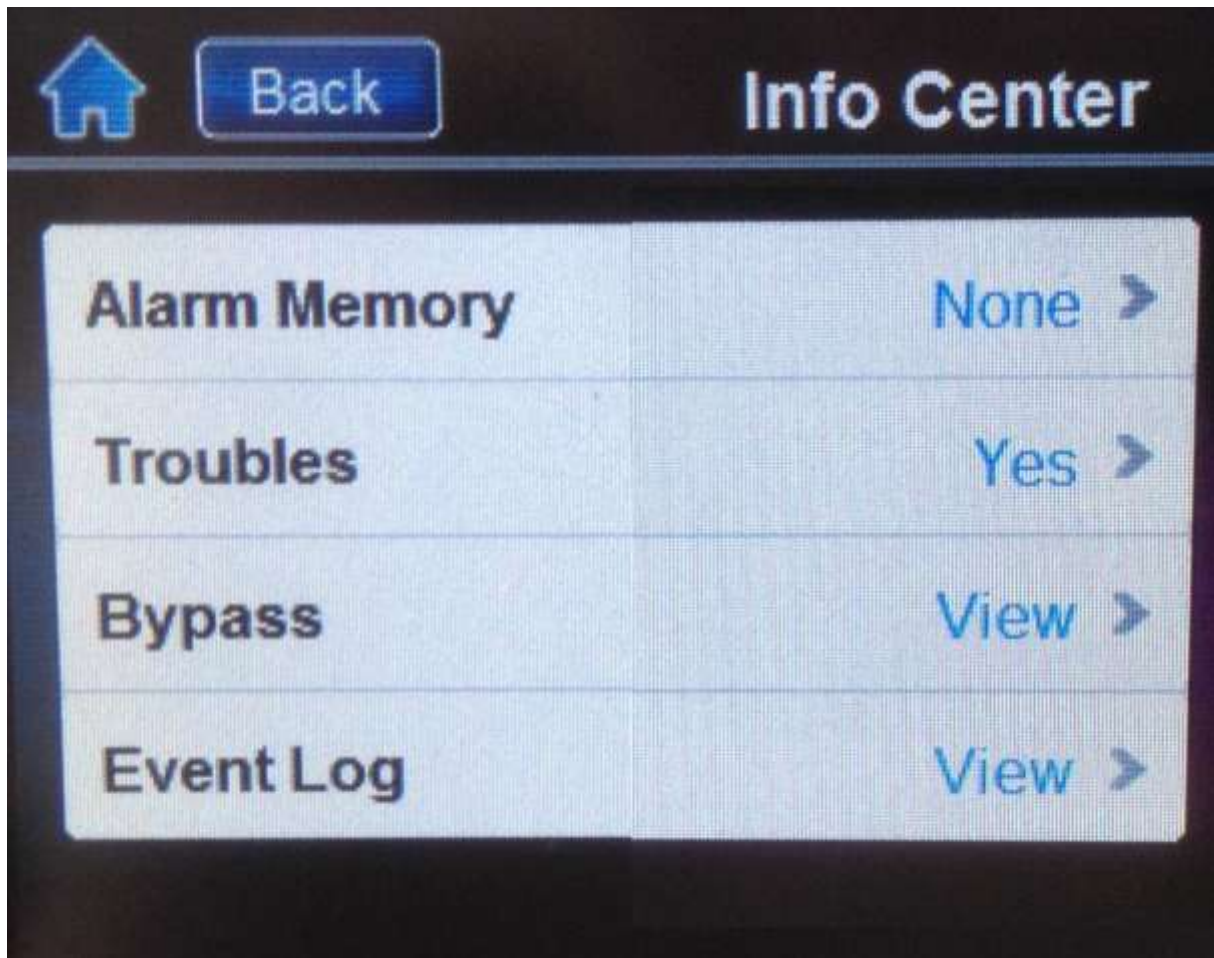 Back
Info Center
Alarm Memory None
Troubles Yes
Bypass View
Event Log View